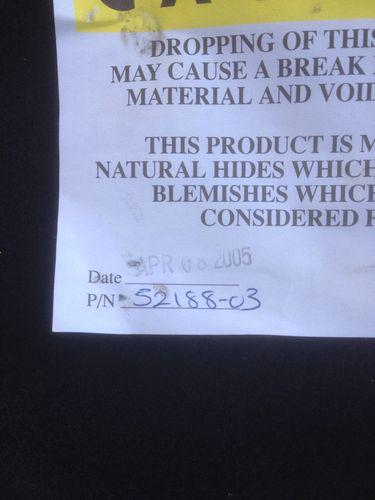 DROPPING OF THIS
MAY CAUSE A BREAK
MATERIAL AND VOID
THIS PRODUCT IS M
NATURAL HIDES WHICH
BLEMISHES WHICH
CONSIDERED
Date APR 08 2005
P/N 52188-03